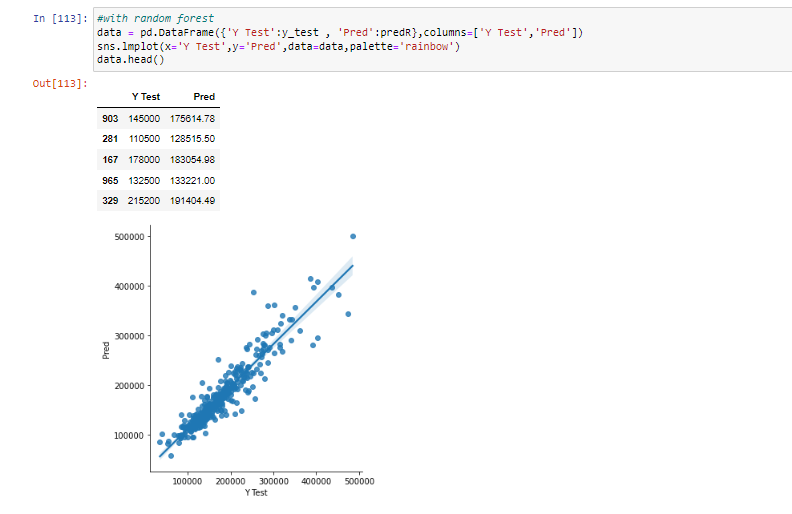 In [113]: #with random forest
data = pd.DataFrame({'Y Test':y_test , 'Pred':predR},columns=['Y Test','Pred'])
sns.lmplot(x='Y Test',y='Pred',data=data,palette='rainbow')
data.head()
Out[113]:
Y Test Pred
903 145000 175614.78
281 110500 128515.50
167 178000 183054.98
965 132500 133221.00
329 215200 191404.49
500000
400000
300000
200000
100000
Pred
100000 200000 300000 400000 500000
Y Test